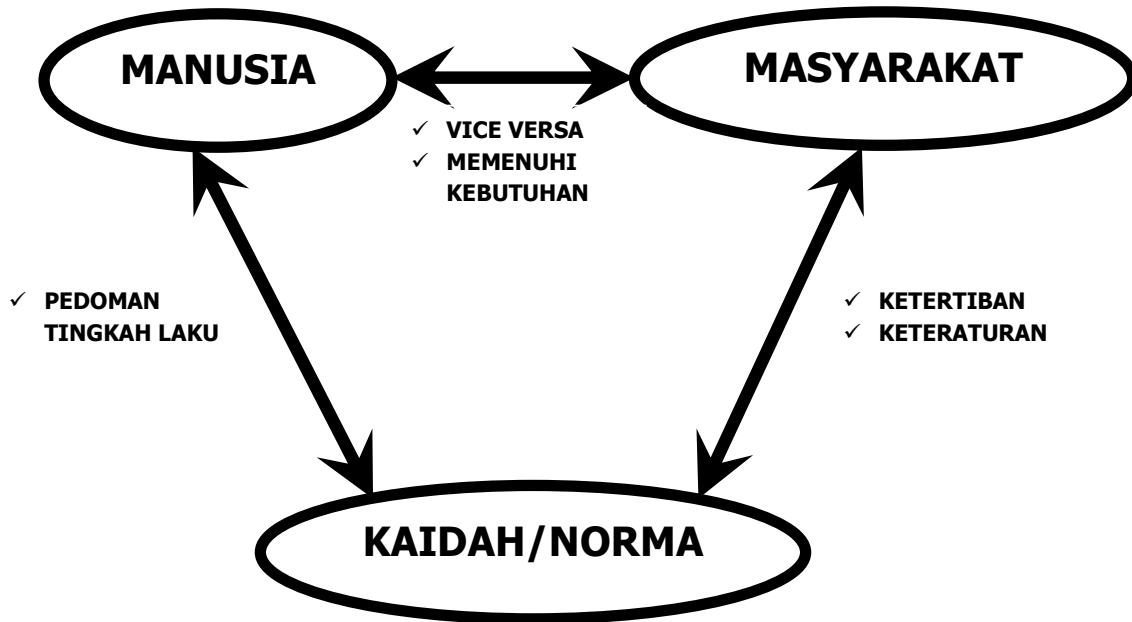 MANUSIA
MASYARAKAT
✓ VICE VERSA
✓ MEMENUHI
KEBUTUHAN
✓ PEDOMAN
TINGKAH LAKU
✓ KETERTIBAN
✓ KETERATURAN
KAIDAH/NORMA